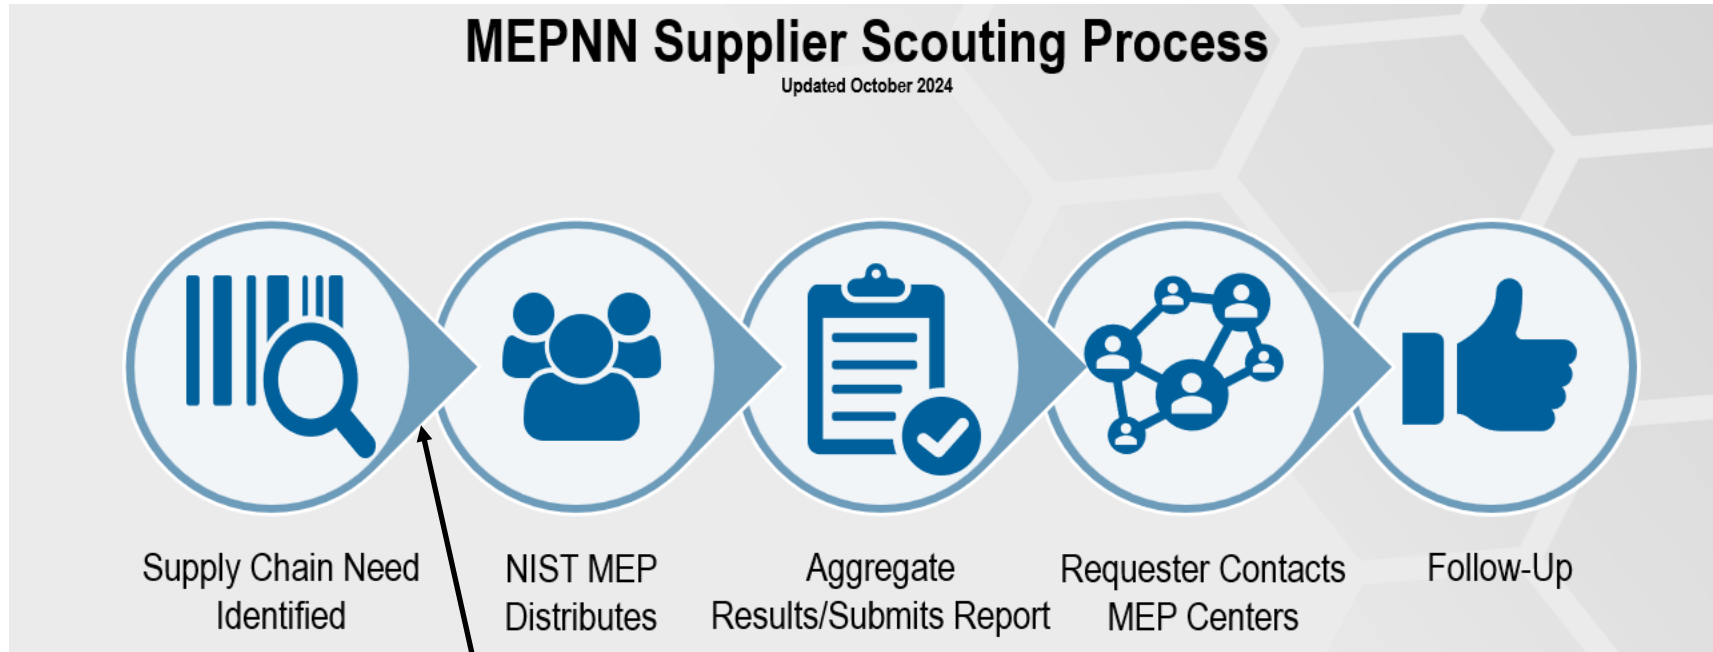 MEPNN Supplier Scouting Process
Updated October 2024
Supply Chain Need
Identified
NIST MEP
Distributes
Aggregate
Results/Submits Report
Requester Contacts
MEP Centers
Follow-Up